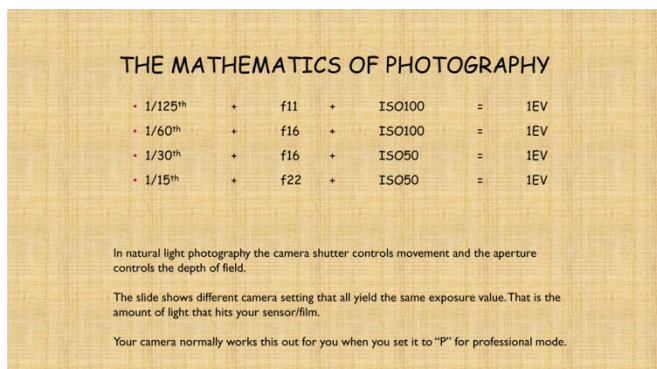 THE MATHEMATICS OF PHOTOGRAPHY
• 1/125th + f11 + ISO100 = 1EV
• 1/60th + f16 + ISO100 = 1EV
• 1/30th + f16 + ISO50 = 1EV
• 1/15th + f22 + ISO50 = 1EV
In natural light photography the camera shutter controls movement and the aperture
controls the depth of field.
The slide shows different camera setting that all yield the same exposure value. That is the
amount of light that hits your sensor/film.
Your camera normally works this out for you when you set it to “P” for professional mode.